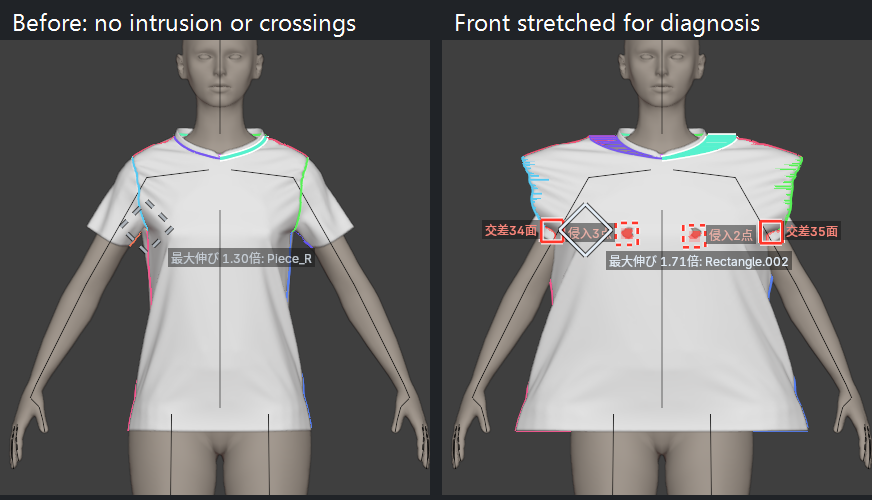 Before: no intrusion or crossings
Front stretched for diagnosis
交差34面
侵入3点
侵入2点
交差35面
最大伸び 1.30倍: Piece_R
最大伸び 1.71倍: Rectangle.002